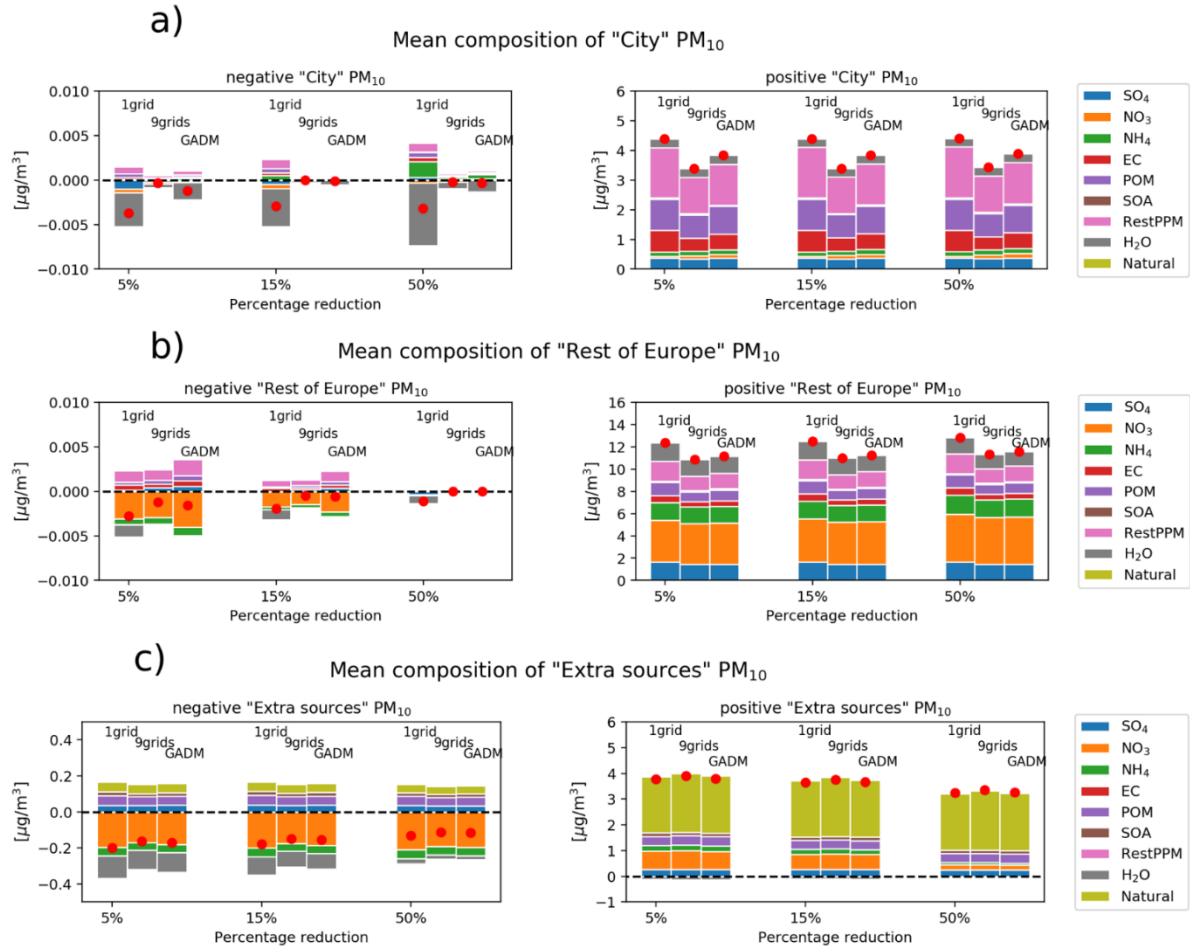 a)
Mean composition of "City" PM₁₀
negative "City" PM₁₀
0.010
0.005
0.000
−0.005
−0.010
[μg/m³]
1grid
9grids
GADM
1grid
9grids
GADM
1grid
9grids
GADM
5%
15%
50%
Percentage reduction
positive "City" PM₁₀
6
5
4
3
2
1
0
[μg/m³]
1grid
9grids
GADM
1grid
9grids
GADM
1grid
9grids
GADM
5%
15%
50%
Percentage reduction
SO₄
NO₃
NH₄
EC
POM
SOA
RestPPM
H₂O
Natural
b)
Mean composition of "Rest of Europe" PM₁₀
negative "Rest of Europe" PM₁₀
0.010
0.005
0.000
−0.005
−0.010
[μg/m³]
1grid
9grids
GADM
1grid
9grids
GADM
1grid
9grids
GADM
5%
15%
50%
Percentage reduction
positive "Rest of Europe" PM₁₀
16
14
12
10
8
6
4
2
0
[μg/m³]
1grid
9grids
GADM
1grid
9grids
GADM
1grid
9grids
GADM
5%
15%
50%
Percentage reduction
SO₄
NO₃
NH₄
EC
POM
SOA
RestPPM
H₂O
Natural
c)
Mean composition of "Extra sources" PM₁₀
negative "Extra sources" PM₁₀
0.4
0.2
0.0
−0.2
−0.4
[μg/m³]
1grid
9grids
GADM
1grid
9grids
GADM
1grid
9grids
GADM
5%
15%
50%
Percentage reduction
positive "Extra sources" PM₁₀
6
5
4
3
2
1
0
−1
[μg/m³]
1grid
9grids
GADM
1grid
9grids
GADM
1grid
9grids
GADM
5%
15%
50%
Percentage reduction
SO₄
NO₃
NH₄
EC
POM
SOA
RestPPM
H₂O
Natural